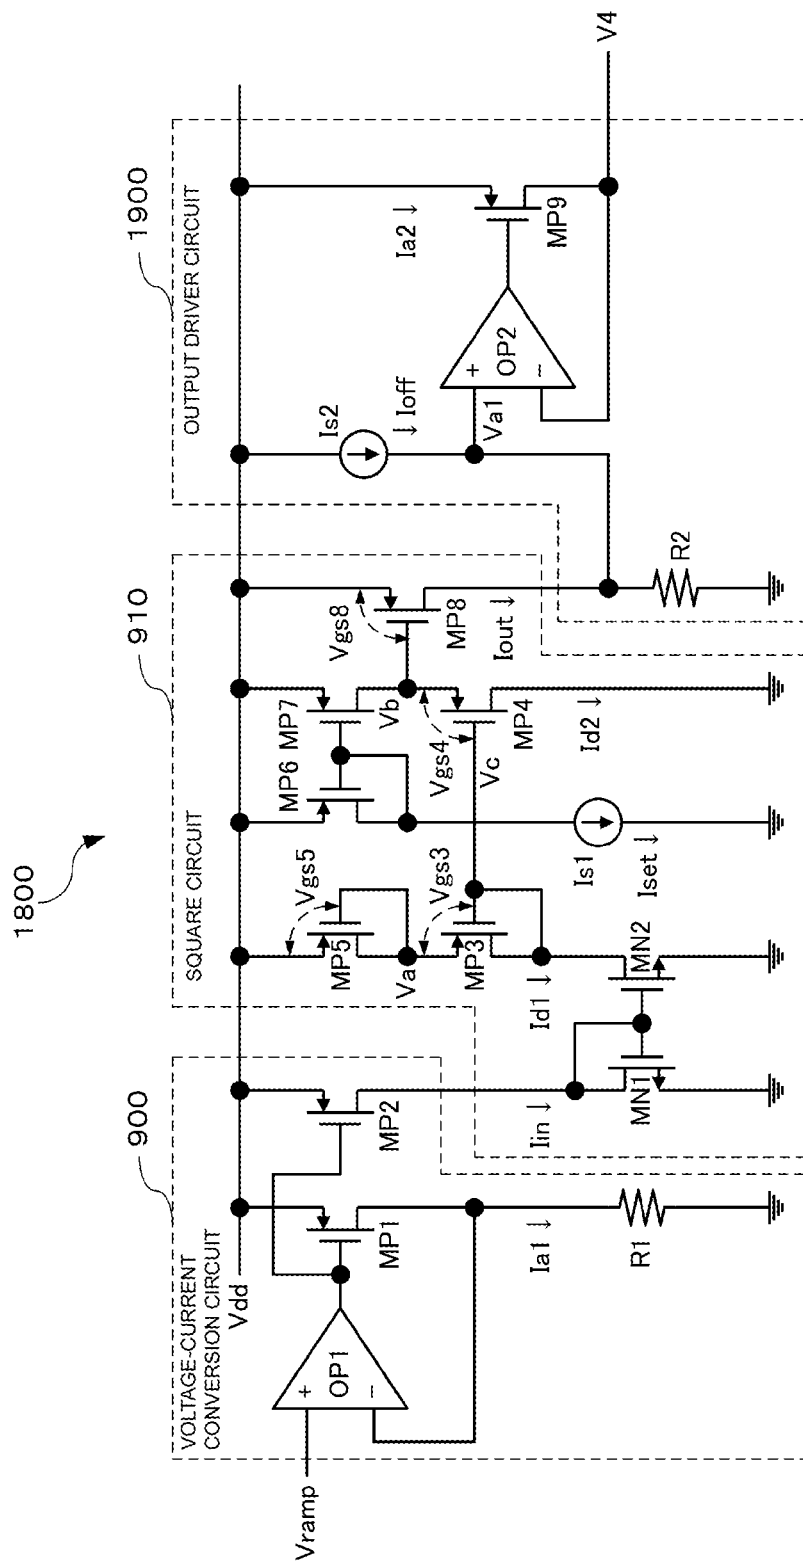 1800
900
910
1900
VOLTAGE-CURRENT
CONVERSION CIRCUIT
SQUARE CIRCUIT
OUTPUT DRIVER CIRCUIT
Vdd
Vramp
+
−
OP1
MP1
Ia1↓
R1
MP2
Iin↓
MN1
MN2
Vgs5
MP5
Va
Vgs3
MP3
Id1↓
MP6
MP7
Is1
Iset↓
Vb
Vgs4
Vc
MP4
Id2↓
Vgs8
MP8
Iout↓
R2
Is2
↓Ioff
Va1
+
−
OP2
Ia2↓
MP9
V4